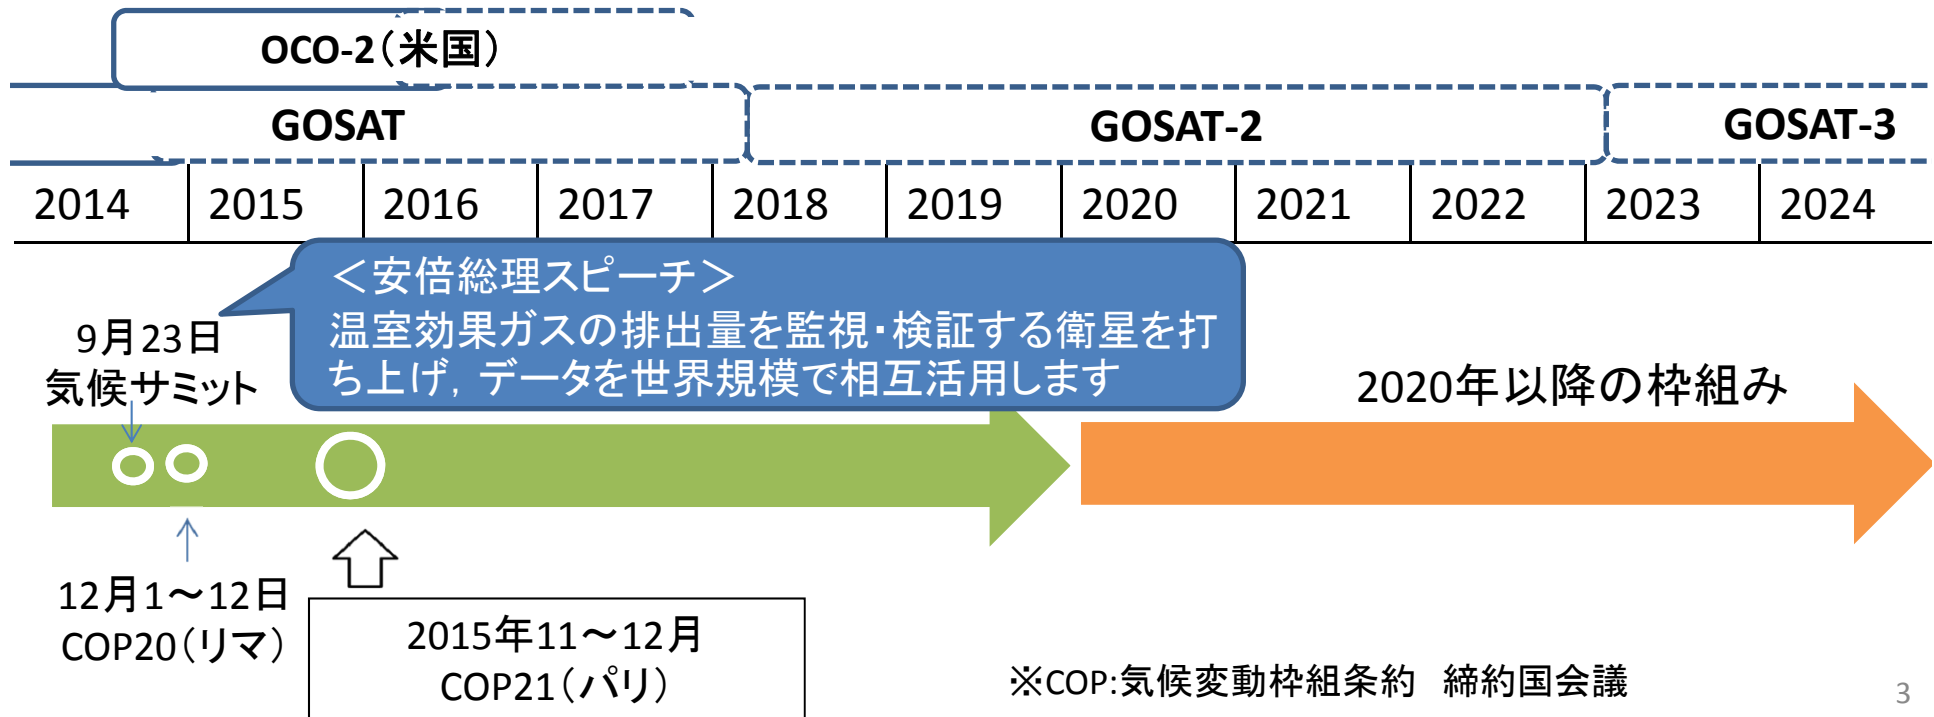 OCO-2（米国）
GOSAT
GOSAT-2
GOSAT-3
2014 2015 2016 2017 2018 2019 2020 2021 2022 2023 2024
＜安倍総理スピーチ＞
温室効果ガスの排出量を監視・検証する衛星を打
ち上げ，データを世界規模で相互活用します
9月23日
気候サミット
2020年以降の枠組み
12月1～12日
COP20（リマ）
2015年11～12月
COP21（パリ）
※COP:気候変動枠組条約　締約国会議
3